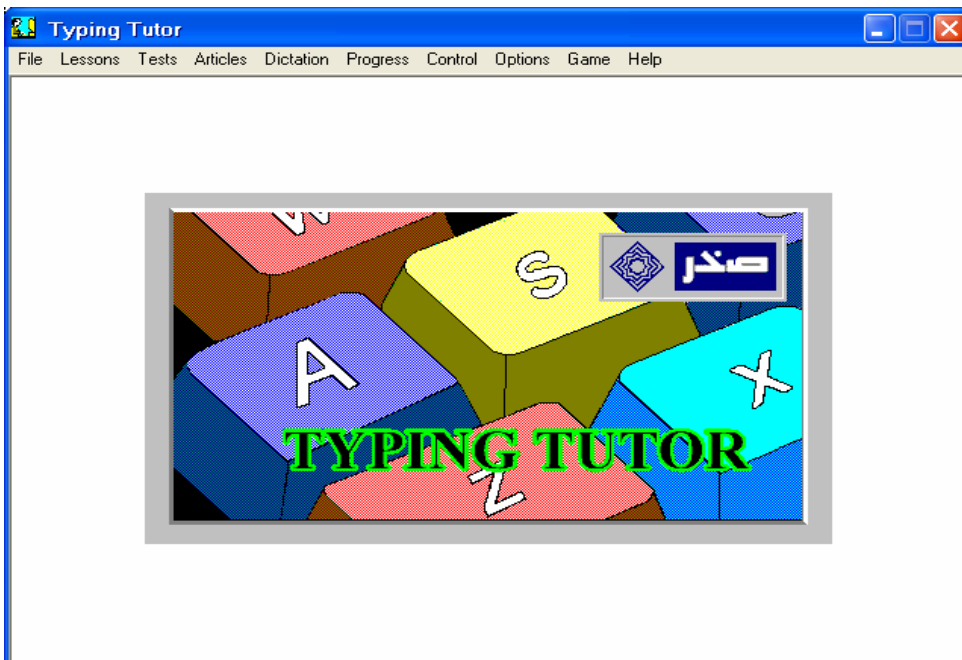 Typing Tutor
File Lessons Tests Articles Dictation Progress Control Options Game Help
W
S
صخر
A
X
TYPING TUTOR
Z